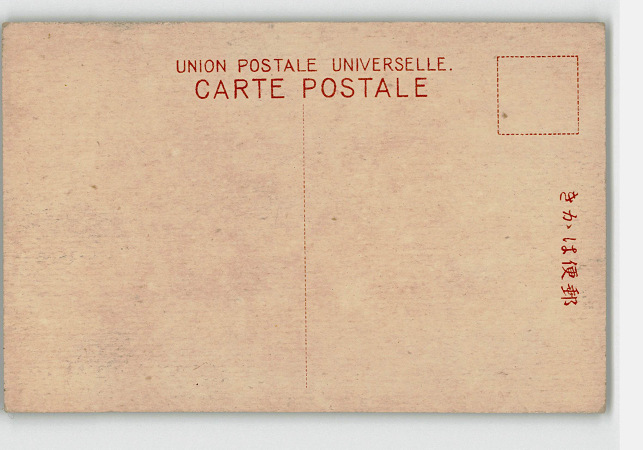 UNION POSTALE UNIVERSELLE.
CARTE POSTALE
きかは便郵